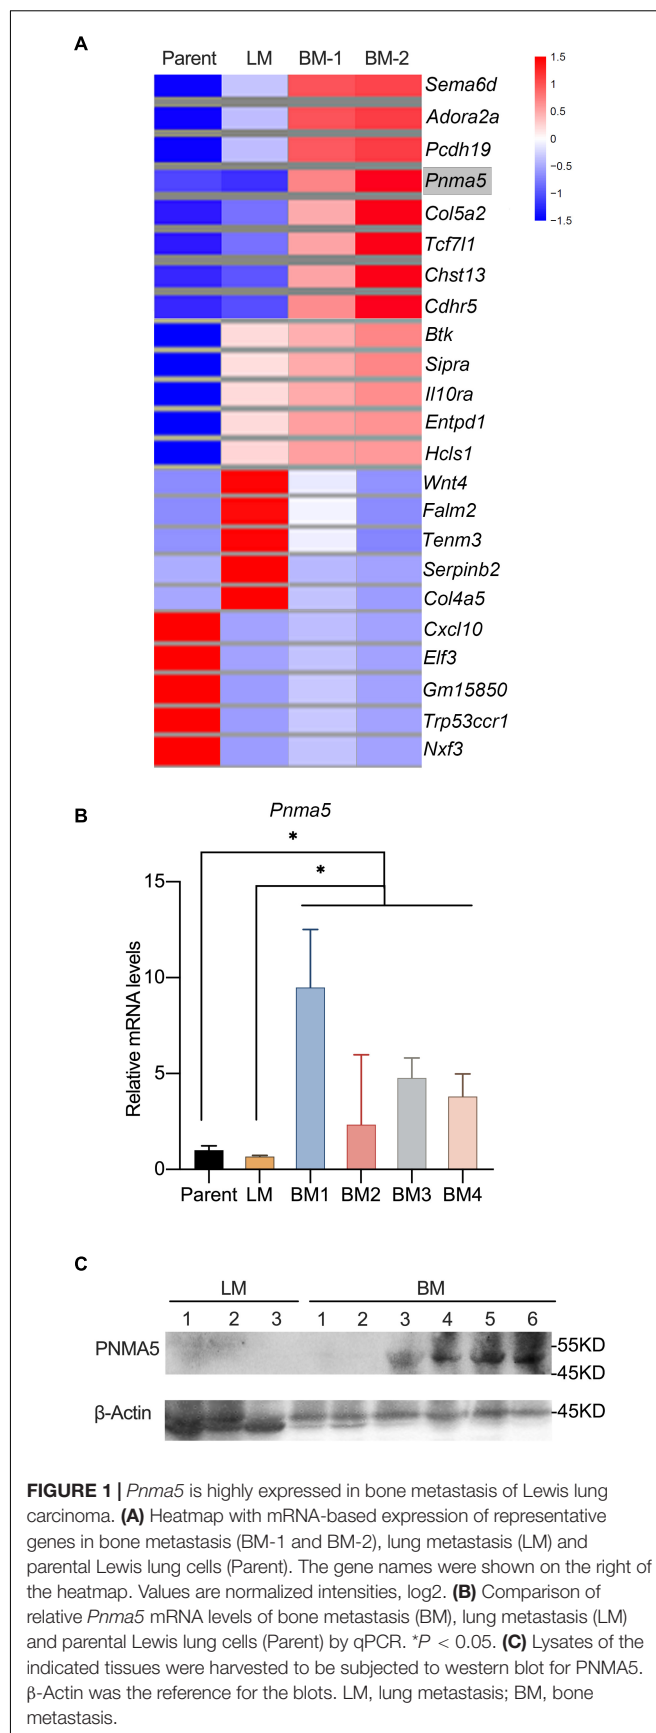 A
Parent LM BM-1 BM-2
1.5
1
0.5
0
−0.5
−1
−1.5
Sema6d
Adora2a
Pcdh19
Pnma5
Col5a2
Tcf7l1
Chst13
Cdhr5
Btk
Sipra
Il10ra
Entpd1
Hcls1
Wnt4
Falm2
Tenm3
Serpinb2
Col4a5
Cxcl10
Elf3
Gm15850
Trp53ccr1
Nxf3
B
Pnma5
*
*
Relative mRNA levels
15
10
5
0
Parent LM BM1 BM2 BM3 BM4
C
LM BM
1 2 3 1 2 3 4 5 6
PNMA5 -55KD
-45KD
β-Actin -45KD
FIGURE 1 | Pnma5 is highly expressed in bone metastasis of Lewis lung
carcinoma. (A) Heatmap with mRNA-based expression of representative
genes in bone metastasis (BM-1 and BM-2), lung metastasis (LM) and
parental Lewis lung cells (Parent). The gene names were shown on the right of
the heatmap. Values are normalized intensities, log2. (B) Comparison of
relative Pnma5 mRNA levels of bone metastasis (BM), lung metastasis (LM)
and parental Lewis lung cells (Parent) by qPCR. *P < 0.05. (C) Lysates of the
indicated tissues were harvested to be subjected to western blot for PNMA5.
β-Actin was the reference for the blots. LM, lung metastasis; BM, bone
metastasis.